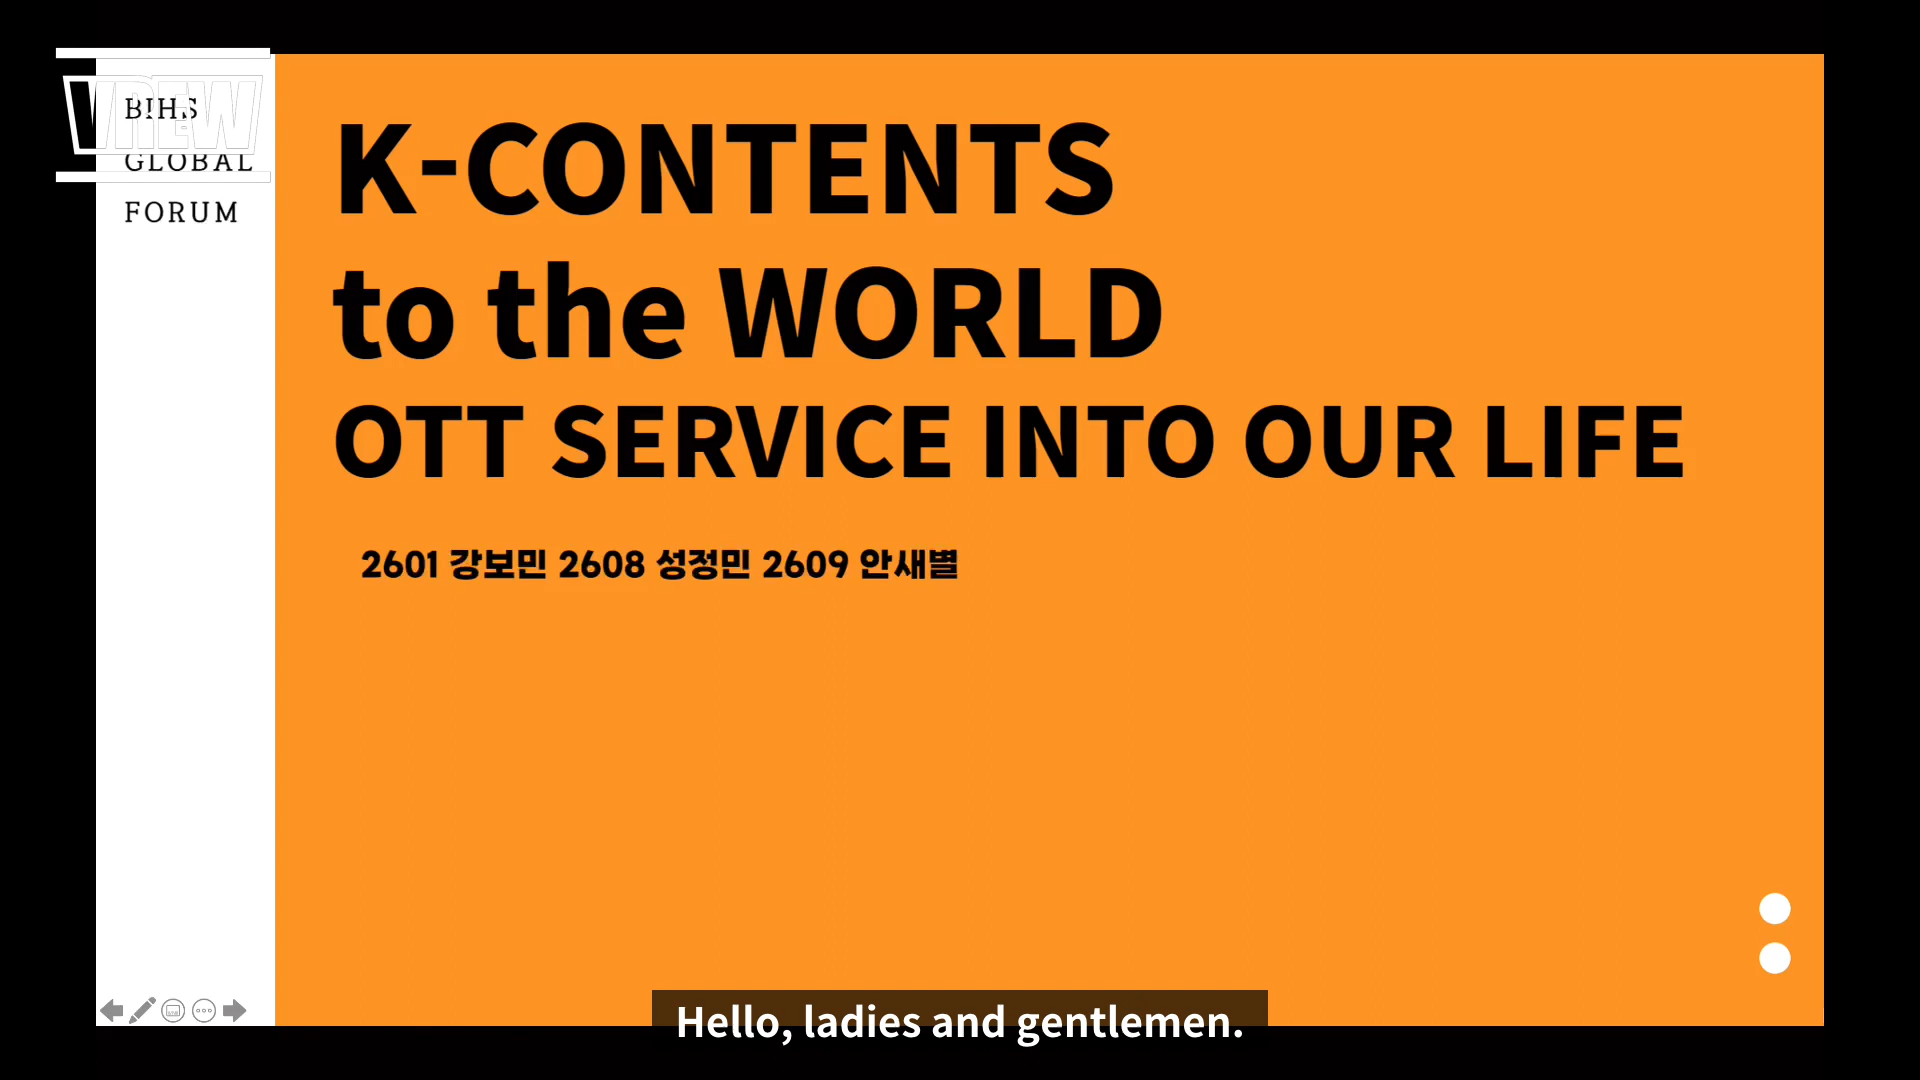 VREW
BIHS
GLOBAL
FORUM
K-CONTENTS
to the WORLD
OTT SERVICE INTO OUR LIFE
2601 강보민 2608 성정민 2609 안새별
Hello, ladies and gentlemen.